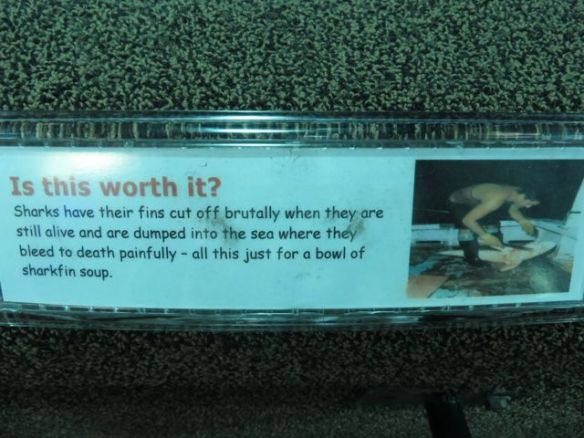 Is this worth it?
Sharks have their fins cut off brutally when they are
still alive and are dumped into the sea where they
bleed to death painfully – all this just for a bowl of
sharkfin soup.